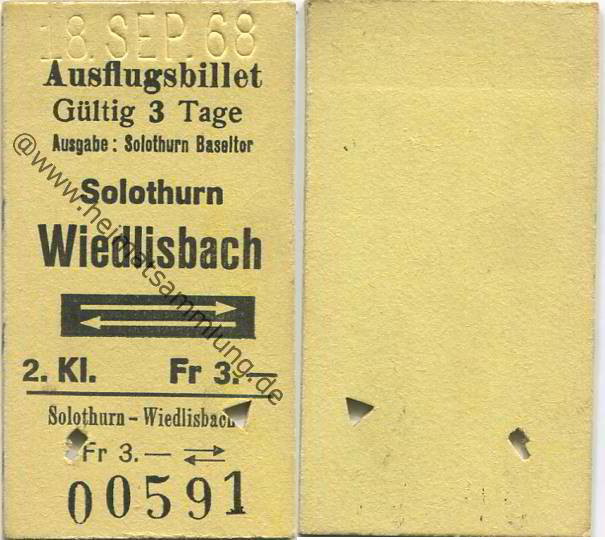 18. SEP. 68
Ausflugsbillet
Gültig 3 Tage
Ausgabe: Solothurn Baseltor
Solothurn
Wiedlisbach
2. Kl. Fr 3.—
Solothurn – Wiedlisbach
Fr 3.—
00591
@www.heimatsammlung.de